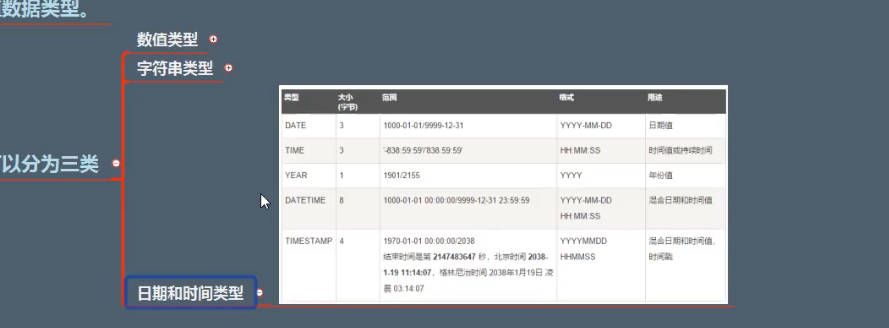 数据类型。
数值类型
字符串类型
可以分为三类
类型 大小 范围 格式 用途
(字节)
DATE 3 1000-01-01/9999-12-31 YYYY-MM-DD 日期值
TIME 3 '-838:59:59'/'838:59:59' HH:MM:SS 时间值或持续时间
YEAR 1 1901/2155 YYYY 年份值
DATETIME 8 1000-01-01 00:00:00/9999-12-31 23:59:59 YYYY-MM-DD 混合日期和时间值
HH:MM:SS
TIMESTAMP 4 1970-01-01 00:00:00/2038 YYYYMMDD 混合日期和时间值,
结束时间是第 2147483647 秒，北京时间 2038- HHMMSS 时间戳
1-19 11:14:07，格林尼治时间 2038年1月19日 凌
晨 03:14:07
日期和时间类型